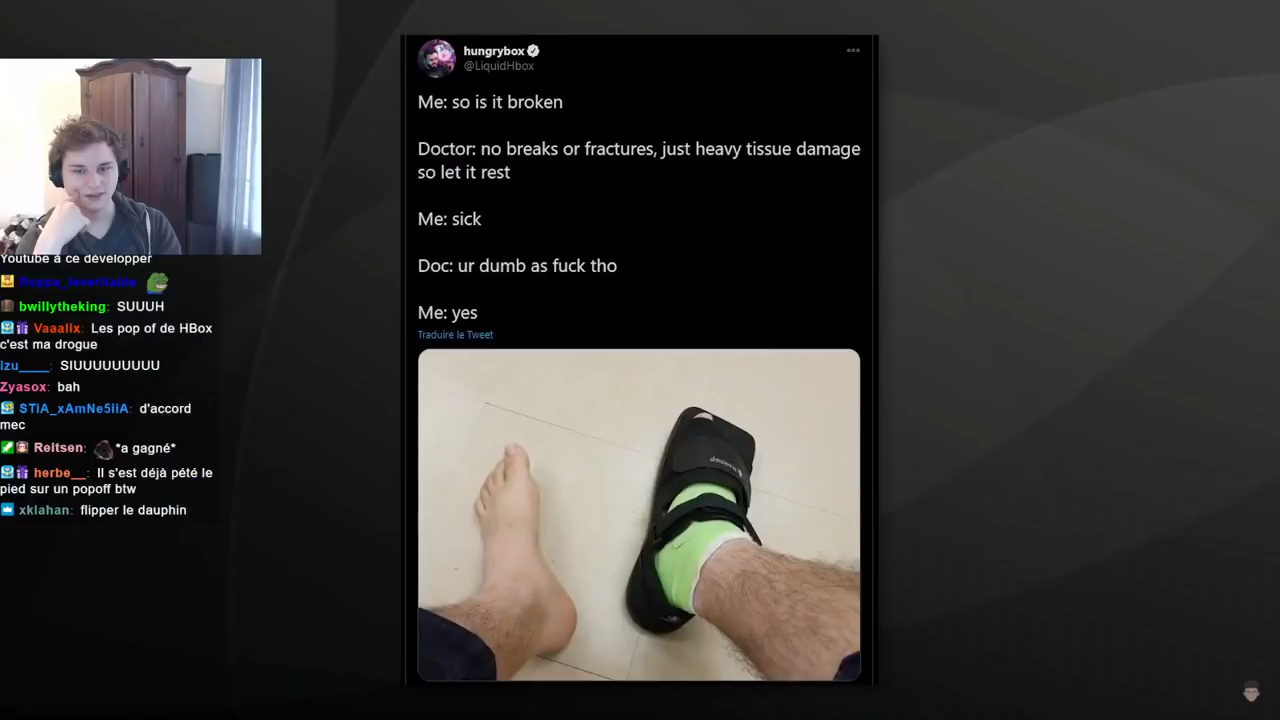 hungrybox
@LiquidHbox
Me: so is it broken
Doctor: no breaks or fractures, just heavy tissue damage
so let it rest
Me: sick
Doc: ur dumb as fuck tho
Me: yes
Traduire le Tweet
Youtube à ce développer
bwillytheking: SUUUH
Vaaalix: Les pop of de HBox
c'est ma drogue
izu____: SIUUUUUUUUU
Zyasox: bah
STiA_xAmNe5iiA: d'accord
mec
Reltsen: *a gagné*
herbe__: Il s'est déjà pété le
pied sur un popoff btw
xklahan: flipper le dauphin